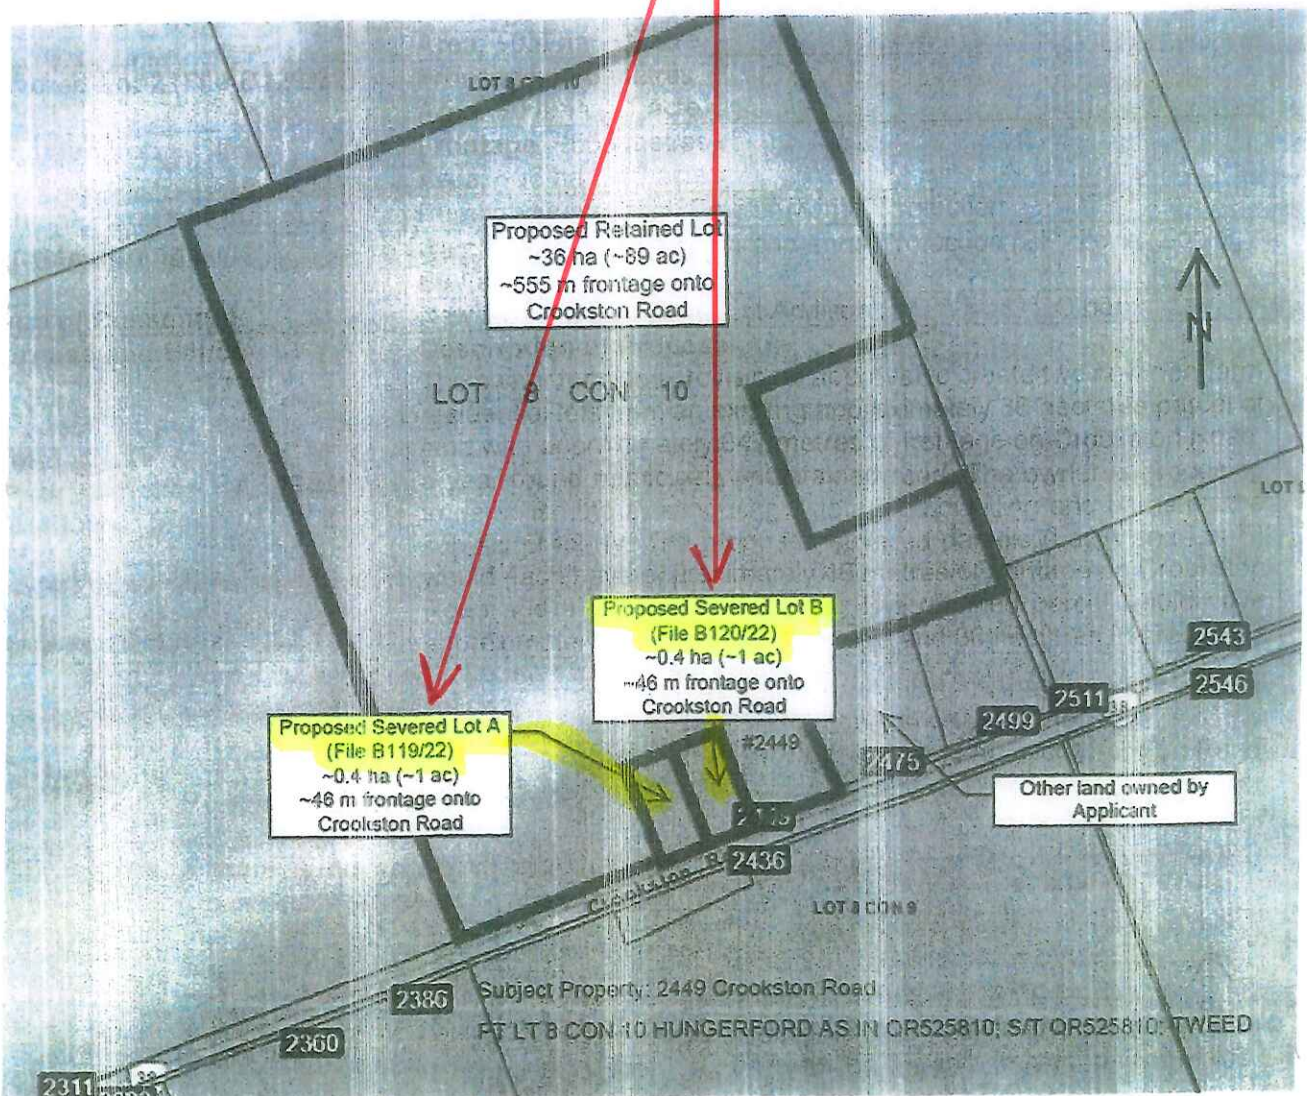 LOT 8 CON 10
Proposed Retained Lot
~36 ha (~89 ac)
~555 m frontage onto
Crookston Road
N
LOT 8 CON 10
LOT
Proposed Severed Lot B
(File B120/22)
~0.4 ha (~1 ac)
~46 m frontage onto
Crookston Road
2543
2546
2511
38
2499
Proposed Severed Lot A
(File B119/22)
~0.4 ha (~1 ac)
~46 m frontage onto
Crookston Road
#2449
2475
Other land owned by
Applicant
2436
LOT 8 CON 9
2386
Subject Property: 2449 Crookston Road
PT LT 8 CON 10 HUNGERFORD AS IN QR525810; S/T QR525810; TWEED
2360
2311
38